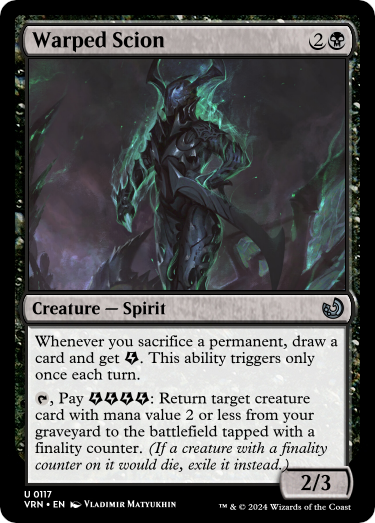 Warped Scion 2
Creature — Spirit
Whenever you sacrifice a permanent, draw a
card and get . This ability triggers only
once each turn.
, Pay : Return target creature
card with mana value 2 or less from your
graveyard to the battlefield tapped with a
finality counter. (If a creature with a finality
counter on it would die, exile it instead.)
2/3
U 0117
VRN • EN Vladimir Matyukhin
™ & © 2024 Wizards of the Coast